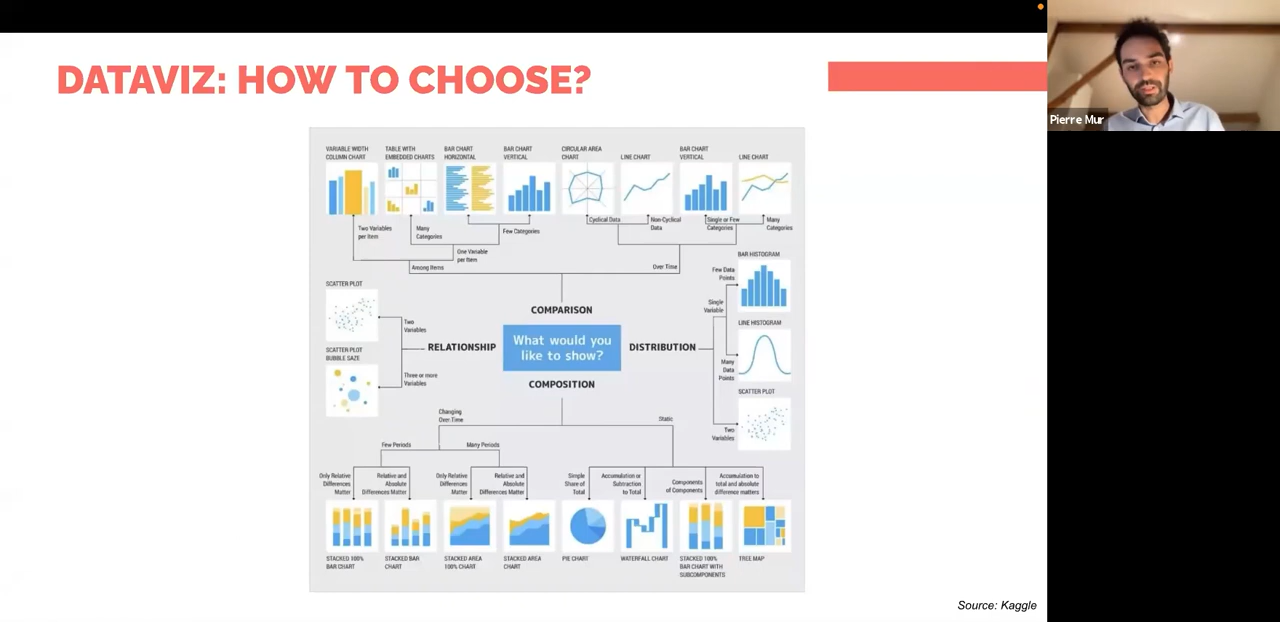 DATAVIZ: HOW TO CHOOSE?
Pierre Mur
VARIABLE WIDTH
COLUMN CHART
TABLE WITH
EMBEDDED CHARTS
BAR CHART
HORIZONTAL
BAR CHART
VERTICAL
CIRCULAR AREA
CHART
LINE CHART
BAR CHART
VERTICAL
LINE CHART
Two Variables
per Item
Many
Categories
Few Categories
Cyclical Data
Non-Cyclical
Data
Single or Few
Categories
Many
Categories
One Variable
per Item
Among Items
Over Time
COMPARISON
SCATTER PLOT
Two
Variables
SCATTER PLOT
BUBBLE SAZE
Three or more
Variables
RELATIONSHIP
What would you
like to show?
DISTRIBUTION
BAR HISTOGRAM
Few Data
Points
Single
Variable
LINE HISTOGRAM
Many
Data
Points
SCATTER PLOT
Two
Variables
COMPOSITION
Changing
Over Time
Static
Few Periods
Many Periods
Only Relative
Differences
Matter
Relative and
Absolute
Differences Matter
Only Relative
Differences
Matter
Relative and
Absolute
Differences Matter
Simple
Share of
Total
Accumulation or
Subtraction
to Total
Components
of Components
Accumulation to
total and absolute
difference matters
STACKED 100%
BAR CHART
STACKED BAR
CHART
STACKED AREA
100% CHART
STACKED AREA
CHART
PIE CHART
WATERFALL CHART
STACKED 100%
BAR CHART WITH
SUBCOMPONENTS
TREE MAP
Source: Kaggle